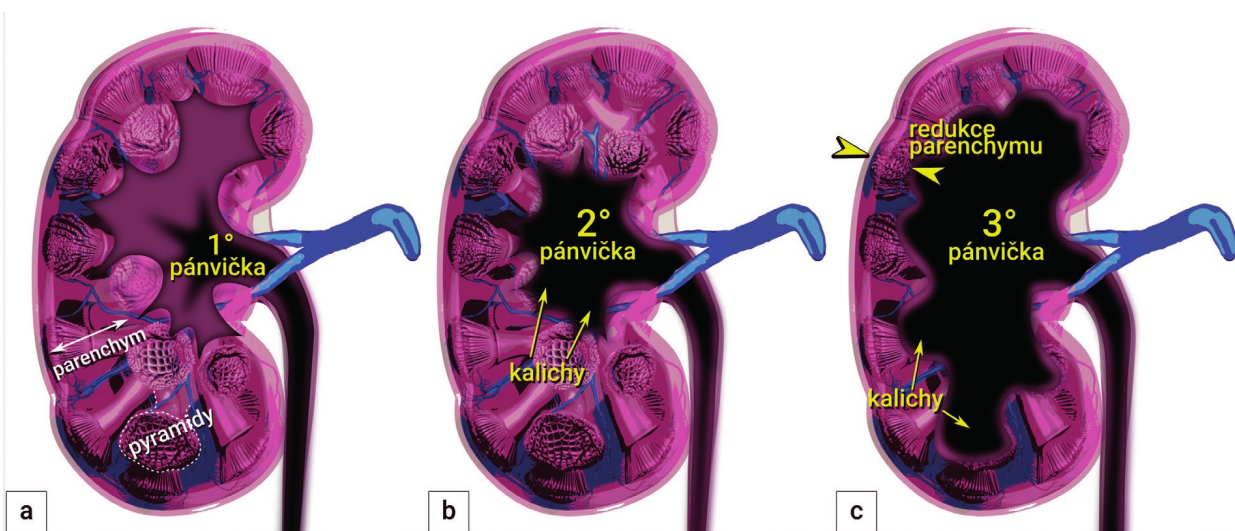 1°
pánvička
parenchym
pyramidy
a
2°
pánvička
kalichy
b
redukce
parenchymu
3°
pánvička
kalichy
c